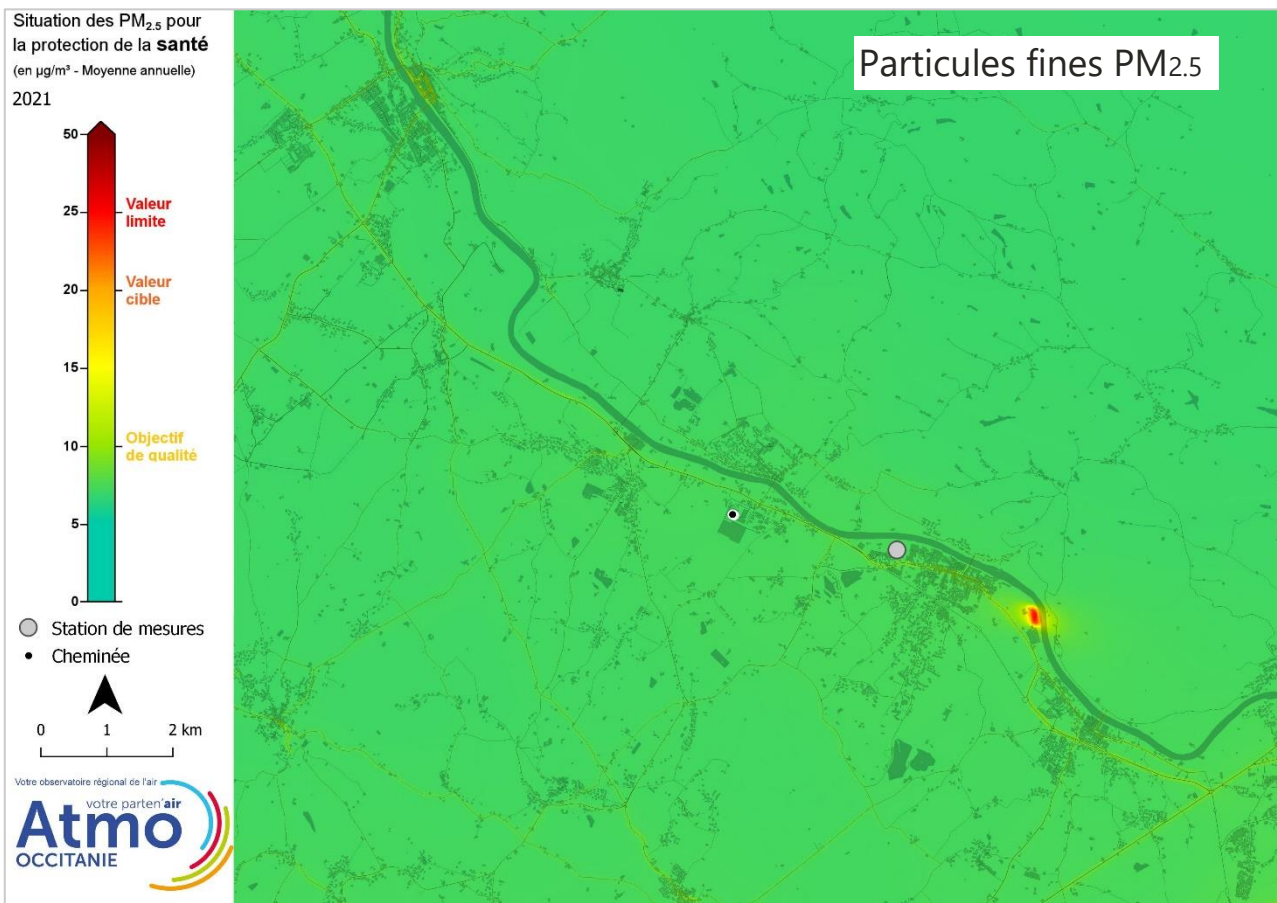 Situation des PM2.5 pour
la protection de la santé
(en µg/m³ - Moyenne annuelle)
2021
50
25
Valeur
limite
20
Valeur
cible
15
10
Objectif
de qualité
5
0
Station de mesures
Cheminée
0 1 2 km
Votre observatoire régional de l'air
votre parten'air
Atmo
OCCITANIE
Particules fines PM2.5